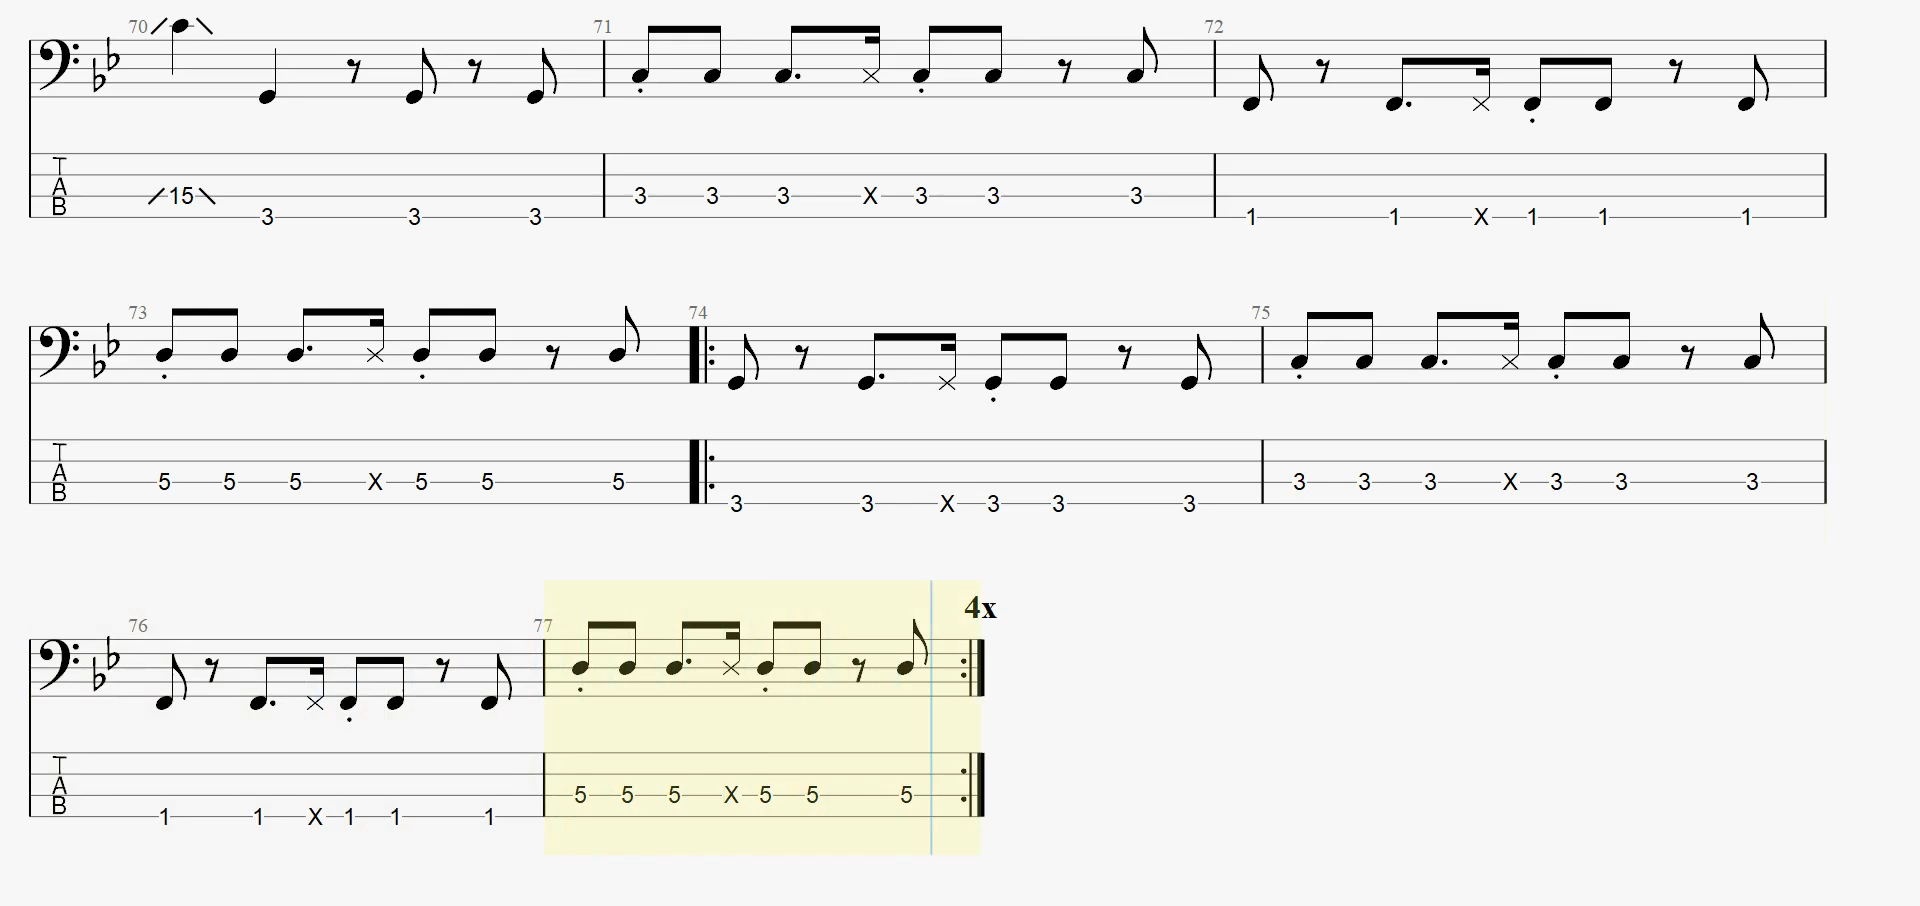 70 71 72
T
A 15 3 3 3 X 3 3 3
B 3 3 3 1 1 X 1 1 1
73 74 75
T
A 5 5 5 X 5 5 5 3 3 3 X 3 3 3
B 3 3 X 3 3 3
4x
76 77
T
A 5 5 5 X 5 5 5
B 1 1 X 1 1 1